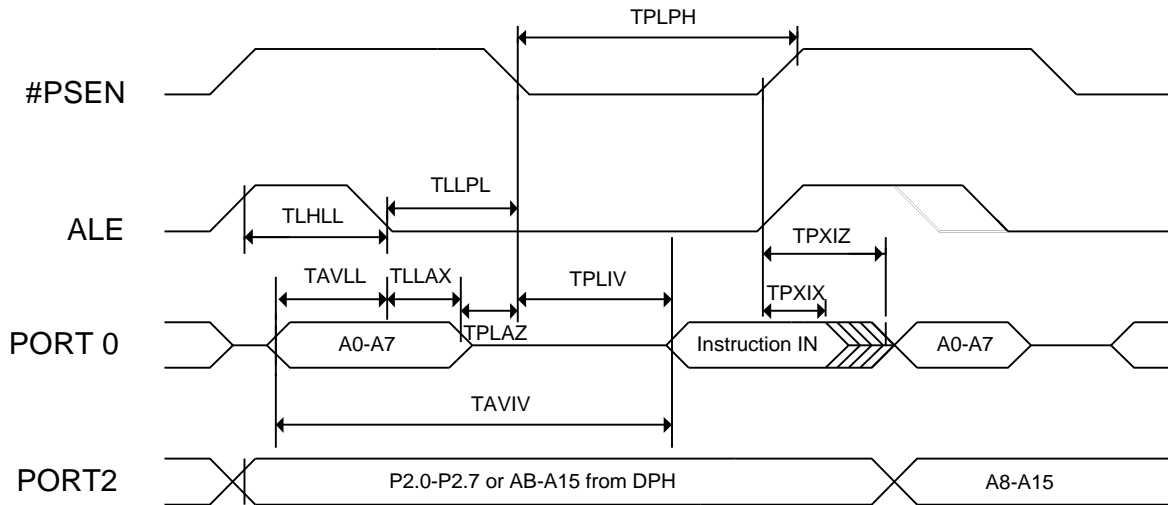 TPLPH
#PSEN
TLLPL
TLHLL
ALE
TPXIZ
TAVLL
TLLAX
TPLIV
TPXIX
TPLAZ
PORT 0
A0-A7
Instruction IN
A0-A7
TAVIV
PORT2
P2.0-P2.7 or AB-A15 from DPH
A8-A15